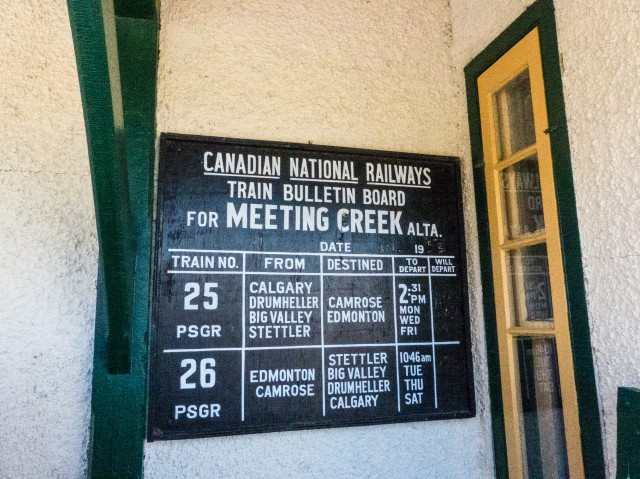 CANADIAN NATIONAL RAILWAYS
TRAIN BULLETIN BOARD
FOR MEETING CREEK ALTA.
DATE 19
TRAIN NO. FROM DESTINED TO DEPART WILL DEPART
25 PSGR
CALGARY
DRUMHELLER
BIG VALLEY
STETTLER
CAMROSE
EDMONTON
2:31 PM
MON
WED
FRI
26 PSGR
EDMONTON
CAMROSE
STETTLER
BIG VALLEY
DRUMHELLER
CALGARY
10:46 am
TUE
THU
SAT